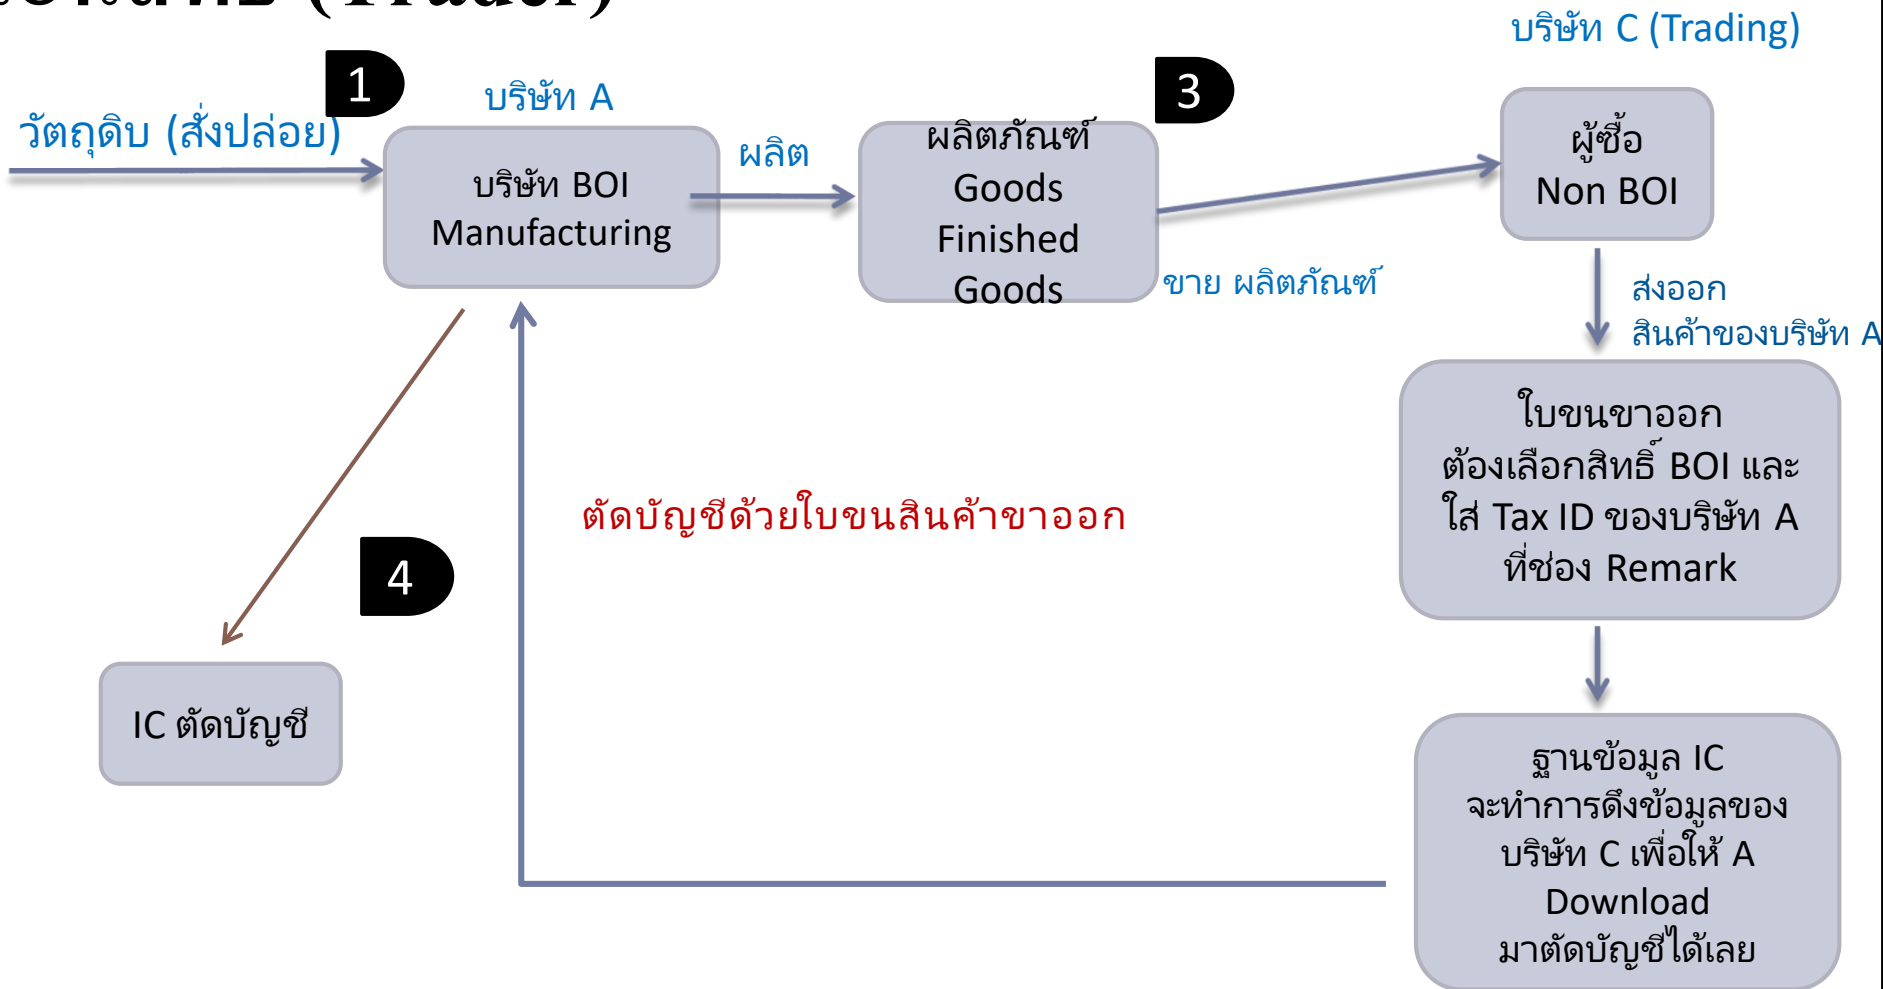 (Trader)
บริษัท C (Trading)
1
บริษัท A
3
วัตถุดิบ (สั่งปล่อย)
บริษัท BOI
Manufacturing
ผลิต
ผลิตภัณฑ์
Goods
Finished
Goods
ขาย ผลิตภัณฑ์
ผู้ซื้อ
Non BOI
ส่งออก
สินค้าของบริษัท A
ใบขนขาออก
ต้องเลือกสิทธิ์ BOI และ
ใส่ Tax ID ของบริษัท A
ที่ช่อง Remark
ตัดบัญชีด้วยใบขนสินค้าขาออก
4
IC ตัดบัญชี
ฐานข้อมูล IC
จะทำการดึงข้อมูลของ
บริษัท C เพื่อให้ A
Download
มาตัดบัญชีได้เลย